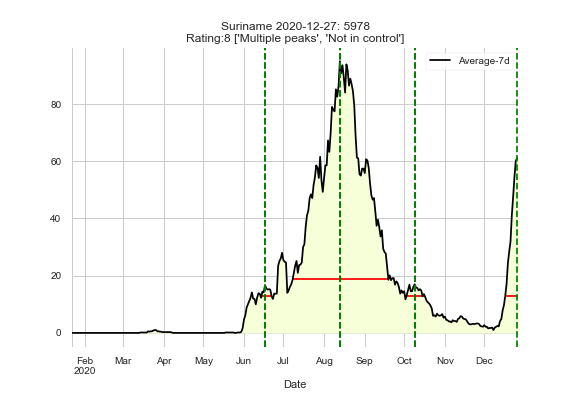 Suriname 2020-12-27: 5978
Rating:8 ['Multiple peaks', 'Not in control']
Average-7d
80
60
40
20
0
Feb Mar Apr May Jun Jul Aug Sep Oct Nov Dec
2020
Date